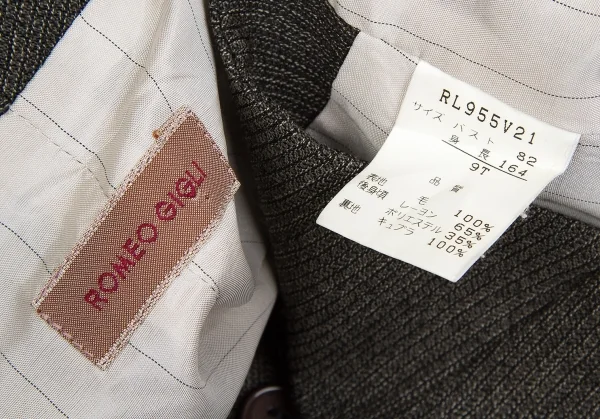 ROMEO GIGLI
RL955V21
サイズ バスト 82
身長 164
9T
品質
表地 毛 100%
後身頃 レーヨン 65%
ポリエステル 35%
裏地 キュプラ 100%